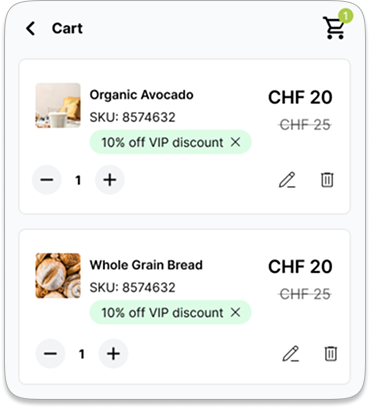 Cart
1
Organic Avocado
CHF 20
SKU: 8574632
CHF 25
10% off VIP discount
1
Whole Grain Bread
CHF 20
SKU: 8574632
CHF 25
10% off VIP discount
1